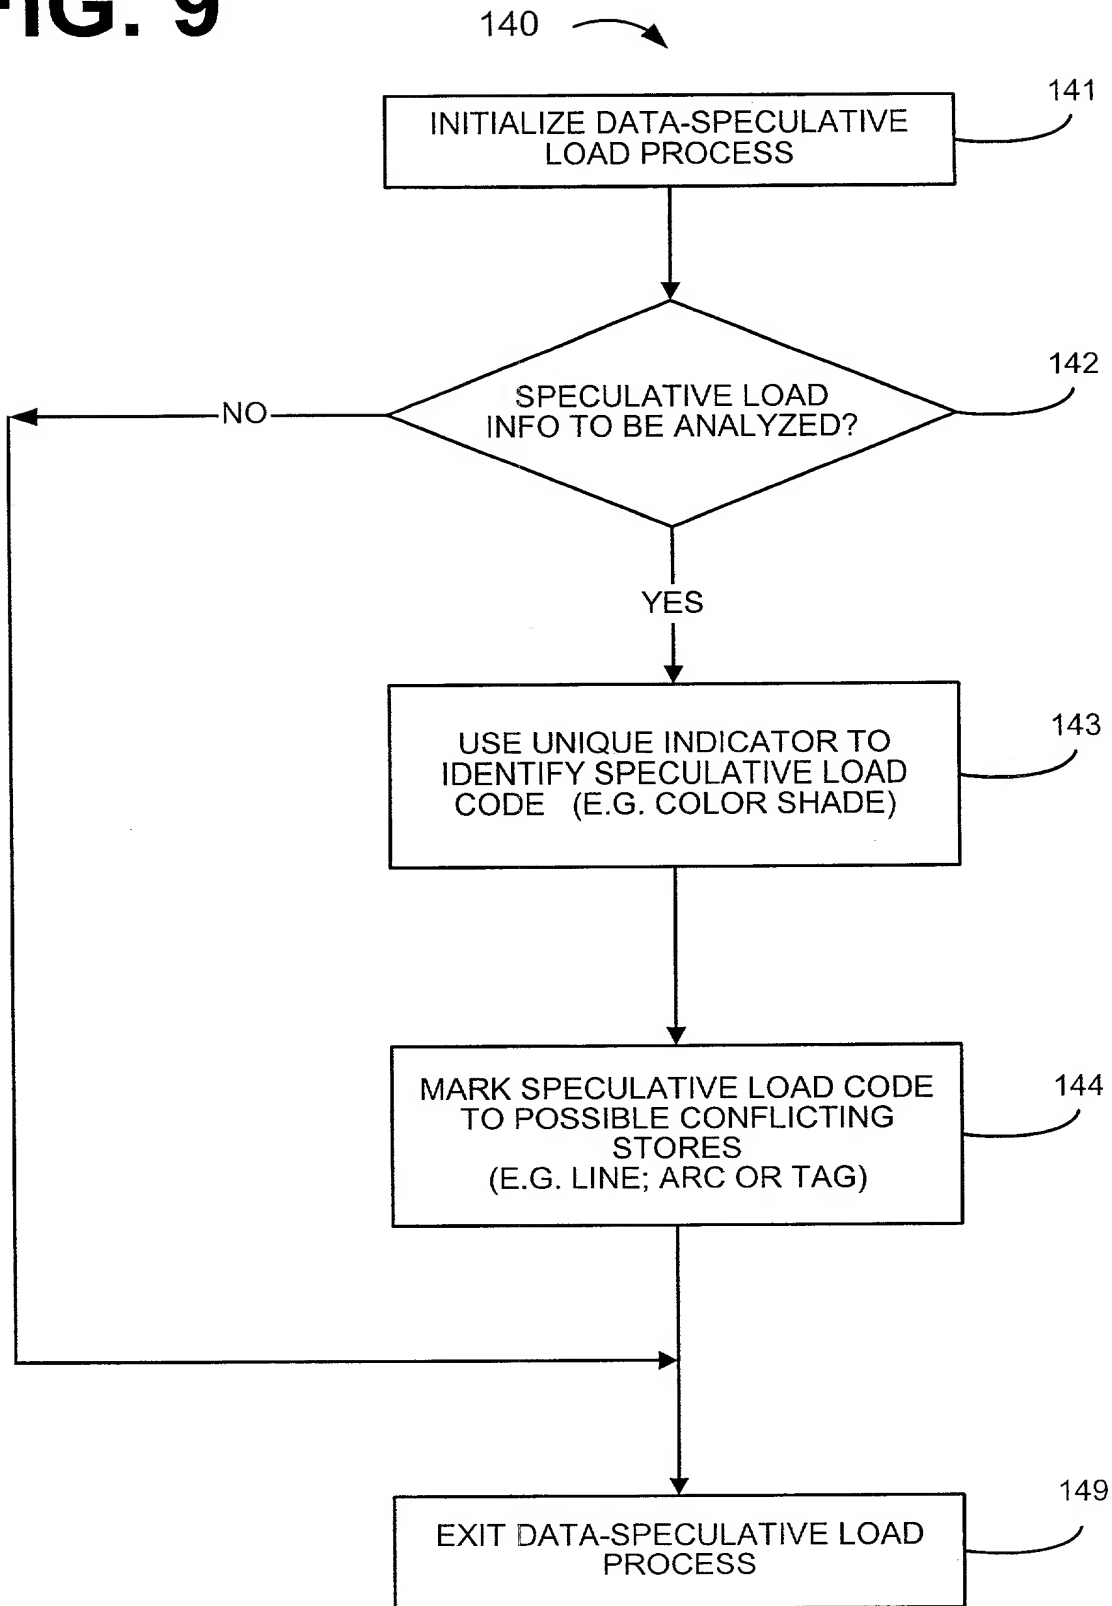 FIG. 9
140
141
INITIALIZE DATA-SPECULATIVE
LOAD PROCESS
142
SPECULATIVE LOAD
INFO TO BE ANALYZED?
NO
YES
143
USE UNIQUE INDICATOR TO
IDENTIFY SPECULATIVE LOAD
CODE (E.G. COLOR SHADE)
144
MARK SPECULATIVE LOAD CODE
TO POSSIBLE CONFLICTING
STORES
(E.G. LINE; ARC OR TAG)
149
EXIT DATA-SPECULATIVE LOAD
PROCESS